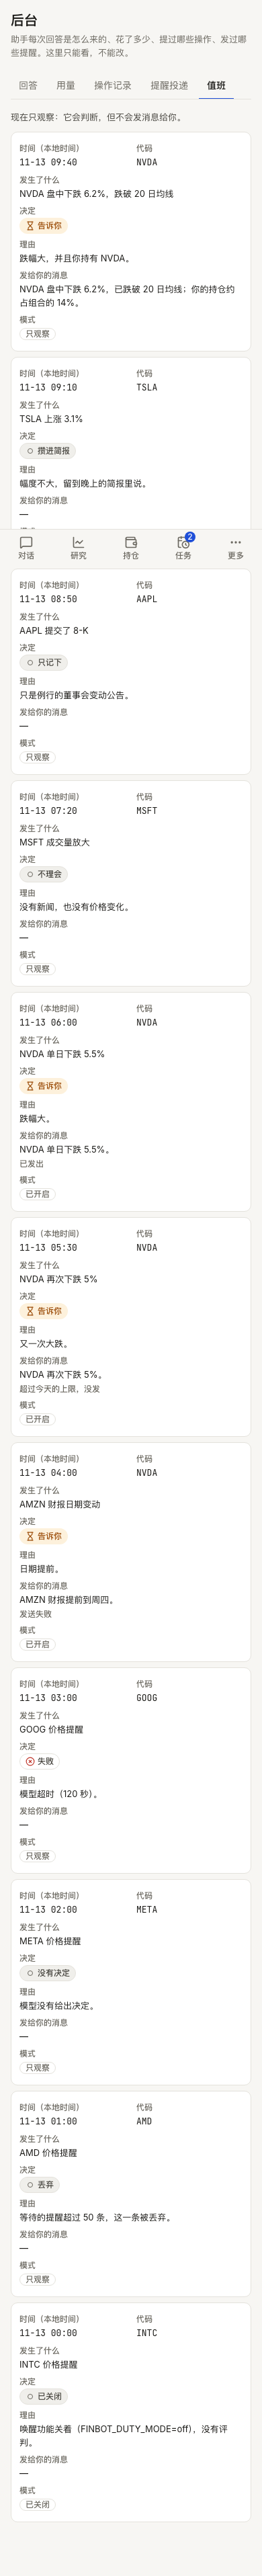 后台
助手每次回答是怎么来的、花了多少、提过哪些操作、发过哪
些提醒。这里只能看，不能改。
回答 用量 操作记录 提醒投递 值班
现在只观察：它会判断，但不会发消息给你。
时间（本地时间） 代码
11-13 09:40 NVDA
发生了什么
NVDA 盘中下跌 6.2%，跌破 20 日均线
决定
告诉你
理由
跌幅大，并且你持有 NVDA。
发给你的消息
NVDA 盘中下跌 6.2%，已跌破 20 日均线；你的持仓约
占组合的 14%。
模式
只观察
时间（本地时间） 代码
11-13 09:10 TSLA
发生了什么
TSLA 上涨 3.1%
决定
攒进简报
理由
幅度不大，留到晚上的简报里说。
发给你的消息
—
对话 研究 持仓 任务 2 更多
时间（本地时间） 代码
11-13 08:50 AAPL
发生了什么
AAPL 提交了 8-K
决定
只记下
理由
只是例行的董事会变动公告。
发给你的消息
—
模式
只观察
时间（本地时间） 代码
11-13 07:20 MSFT
发生了什么
MSFT 成交量放大
决定
不理会
理由
没有新闻，也没有价格变化。
发给你的消息
—
模式
只观察
时间（本地时间） 代码
11-13 06:00 NVDA
发生了什么
NVDA 单日下跌 5.5%
决定
告诉你
理由
跌幅大。
发给你的消息
NVDA 单日下跌 5.5%。
已发出
模式
已开启
时间（本地时间） 代码
11-13 05:30 NVDA
发生了什么
NVDA 再次下跌 5%
决定
告诉你
理由
又一次大跌。
发给你的消息
NVDA 再次下跌 5%。
超过今天的上限，没发
模式
已开启
时间（本地时间） 代码
11-13 04:00 NVDA
发生了什么
AMZN 财报日期变动
决定
告诉你
理由
日期提前。
发给你的消息
AMZN 财报提前到周四。
发送失败
模式
已开启
时间（本地时间） 代码
11-13 03:00 GOOG
发生了什么
GOOG 价格提醒
决定
失败
理由
模型超时（120 秒）。
发给你的消息
—
模式
只观察
时间（本地时间） 代码
11-13 02:00 META
发生了什么
META 价格提醒
决定
没有决定
理由
模型没有给出决定。
发给你的消息
—
模式
只观察
时间（本地时间） 代码
11-13 01:00 AMD
发生了什么
AMD 价格提醒
决定
丢弃
理由
等待的提醒超过 50 条，这一条被丢弃。
发给你的消息
—
模式
只观察
时间（本地时间） 代码
11-13 00:00 INTC
发生了什么
INTC 价格提醒
决定
已关闭
理由
唤醒功能关着（FINBOT_DUTY_MODE=off），没有评
判。
发给你的消息
—
模式
已关闭